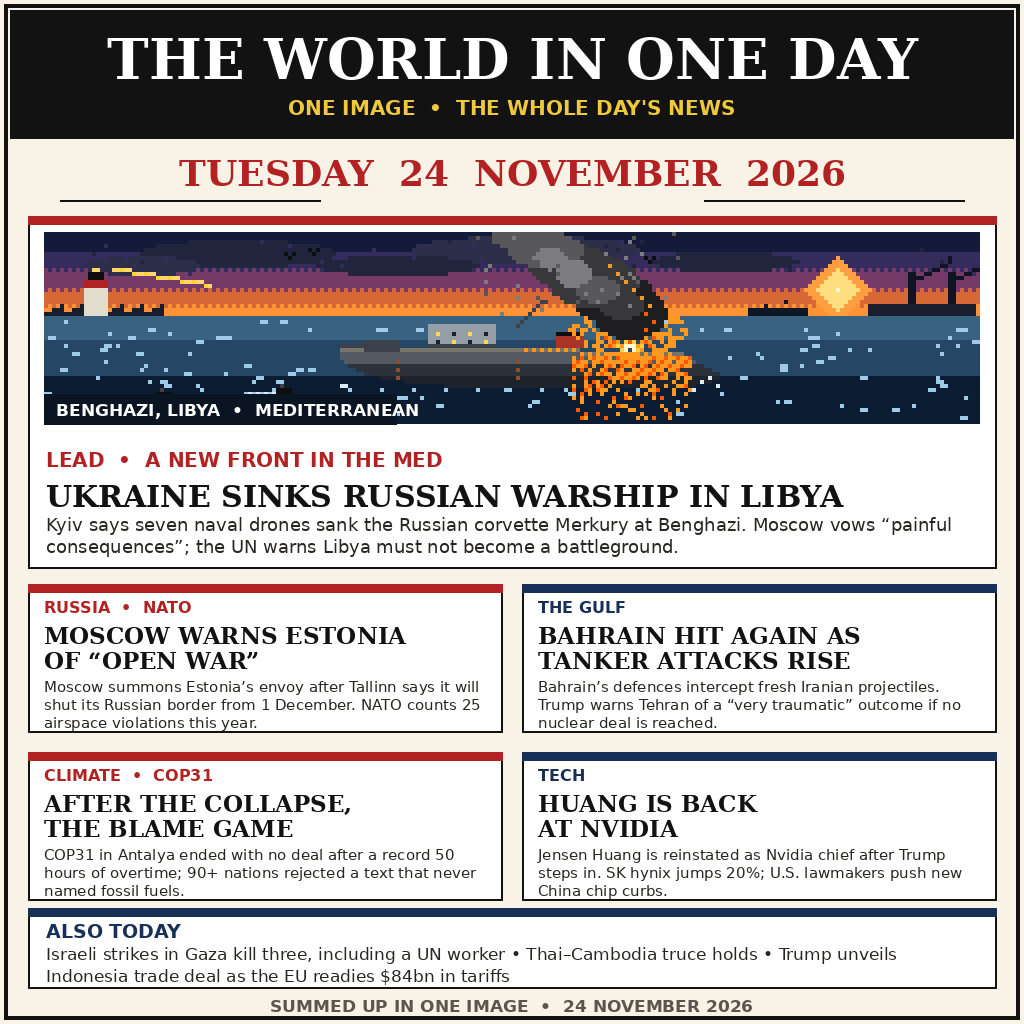 THE WORLD IN ONE DAY
ONE IMAGE • THE WHOLE DAY'S NEWS
TUESDAY 24 NOVEMBER 2026
BENGHAZI, LIBYA • MEDITERRANEAN
LEAD • A NEW FRONT IN THE MED
UKRAINE SINKS RUSSIAN WARSHIP IN LIBYA
Kyiv says seven naval drones sank the Russian corvette Merkury at Benghazi. Moscow vows “painful
consequences”; the UN warns Libya must not become a battleground.
RUSSIA • NATO
MOSCOW WARNS ESTONIA
OF “OPEN WAR”
Moscow summons Estonia’s envoy after Tallinn says it will
shut its Russian border from 1 December. NATO counts 25
airspace violations this year.
THE GULF
BAHRAIN HIT AGAIN AS
TANKER ATTACKS RISE
Bahrain’s defences intercept fresh Iranian projectiles.
Trump warns Tehran of a “very traumatic” outcome if no
nuclear deal is reached.
CLIMATE • COP31
AFTER THE COLLAPSE,
THE BLAME GAME
COP31 in Antalya ended with no deal after a record 50
hours of overtime; 90+ nations rejected a text that never
named fossil fuels.
TECH
HUANG IS BACK
AT NVIDIA
Jensen Huang is reinstated as Nvidia chief after Trump
steps in. SK hynix jumps 20%; U.S. lawmakers push new
China chip curbs.
ALSO TODAY
Israeli strikes in Gaza kill three, including a UN worker • Thai–Cambodia truce holds • Trump unveils
Indonesia trade deal as the EU readies $84bn in tariffs
SUMMED UP IN ONE IMAGE • 24 NOVEMBER 2026